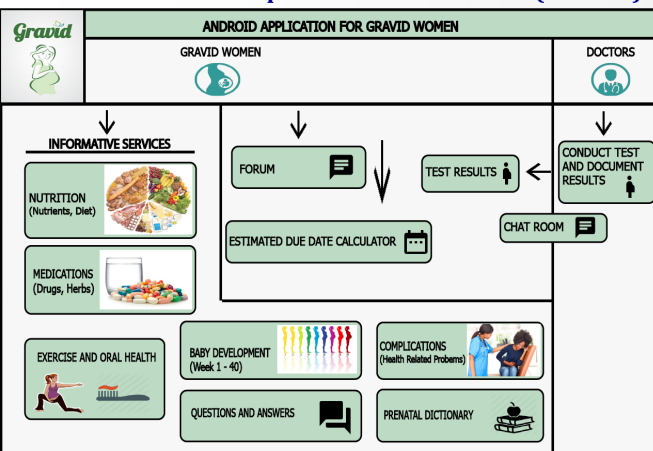 Gravid
ANDROID APPLICATION FOR GRAVID WOMEN
GRAVID WOMEN
DOCTORS
INFORMATIVE SERVICES
NUTRITION
(Nutrients, Diet)
MEDICATIONS
(Drugs, Herbs)
EXERCISE AND ORAL HEALTH
FORUM
ESTIMATED DUE DATE CALCULATOR
TEST RESULTS
CONDUCT TEST
AND DOCUMENT
RESULTS
CHAT ROOM
BABY DEVELOPMENT
(Week 1 - 40)
COMPLICATIONS
(Health Related Probems)
QUESTIONS AND ANSWERS
PRENATAL DICTIONARY